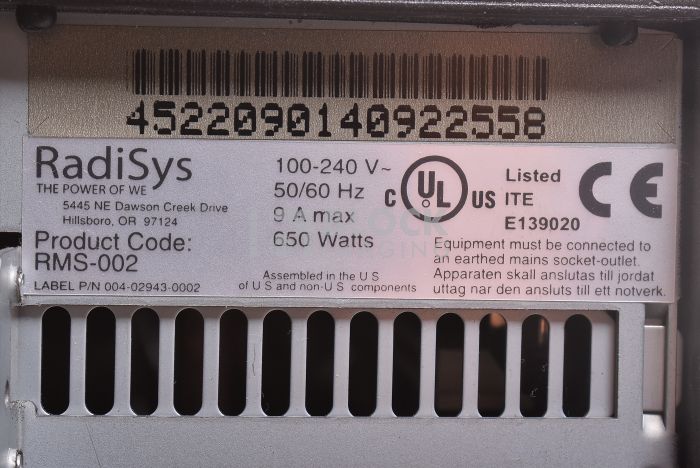 4522090140922558
RadiSys
THE POWER OF WE
5445 NE Dawson Creek Drive
Hillsboro, OR 97124
Product Code:
RMS-002
LABEL P/N 004-02943-0002
100-240 V~
50/60 Hz
9 A max
650 Watts
Assembled in the U S
of U S and non-U S components
C UL US
Listed
ITE
E139020
CE
Equipment must be connected to
an earthed mains socket-outlet.
Apparaten skall anslutas till jordat
uttag nar den ansluts till ett notverk.